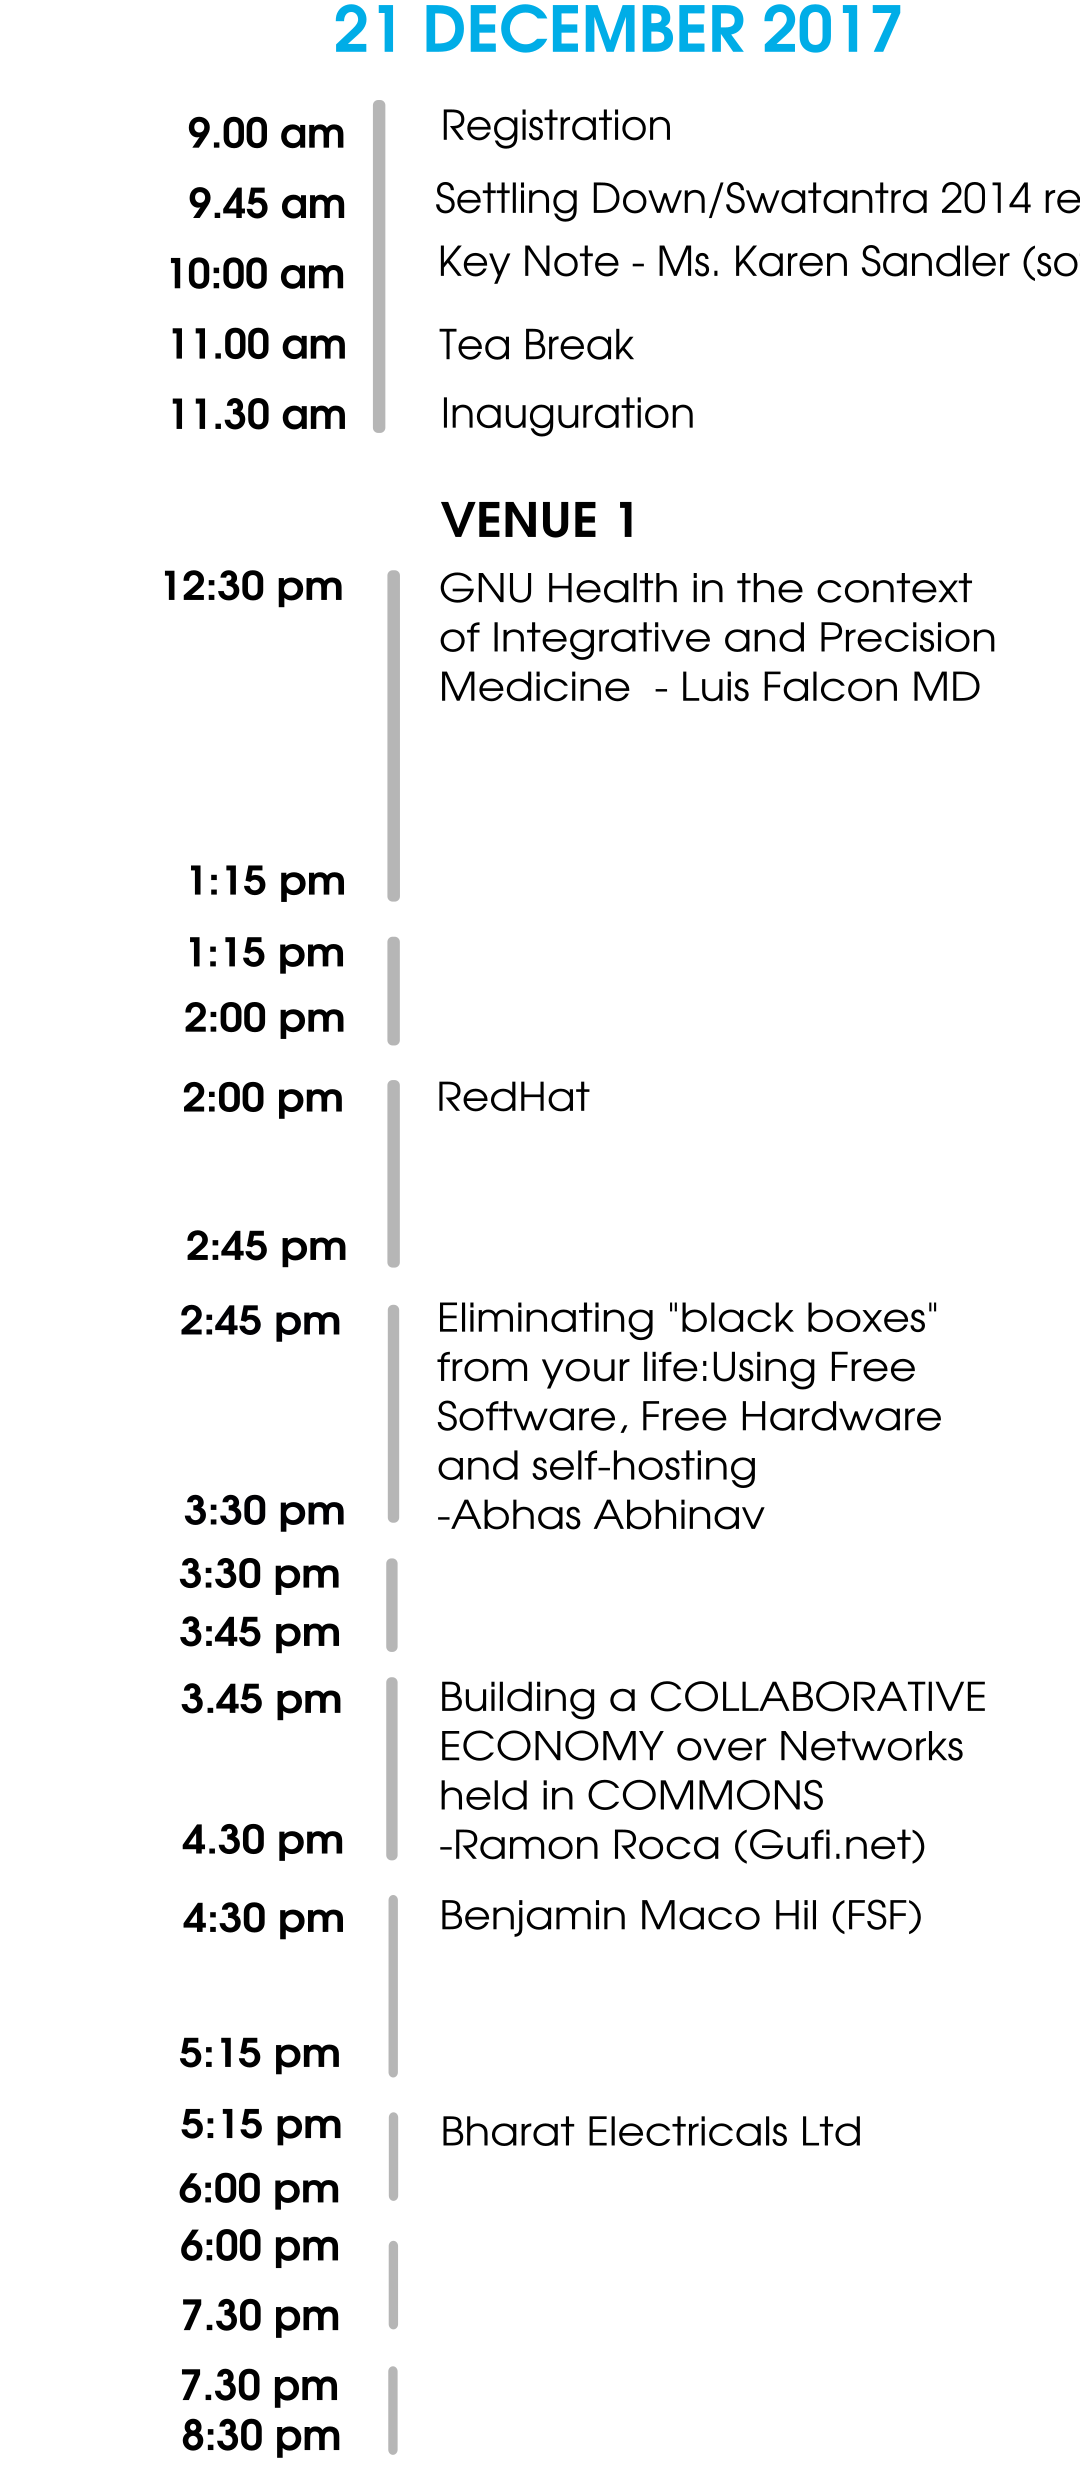 21 DECEMBER 2017
9.00 am Registration
9.45 am Settling Down/Swatantra 2014 re
10:00 am Key Note - Ms. Karen Sandler (so
11.00 am Tea Break
11.30 am Inauguration
VENUE 1
12:30 pm GNU Health in the context
of Integrative and Precision
Medicine - Luis Falcon MD
1:15 pm
1:15 pm
2:00 pm
2:00 pm RedHat
2:45 pm
2:45 pm Eliminating "black boxes"
from your life:Using Free
Software, Free Hardware
and self-hosting
3:30 pm -Abhas Abhinav
3:30 pm
3:45 pm
3.45 pm Building a COLLABORATIVE
ECONOMY over Networks
held in COMMONS
4.30 pm -Ramon Roca (Gufi.net)
4:30 pm Benjamin Maco Hil (FSF)
5:15 pm
5:15 pm Bharat Electricals Ltd
6:00 pm
6:00 pm
7.30 pm
7.30 pm
8:30 pm